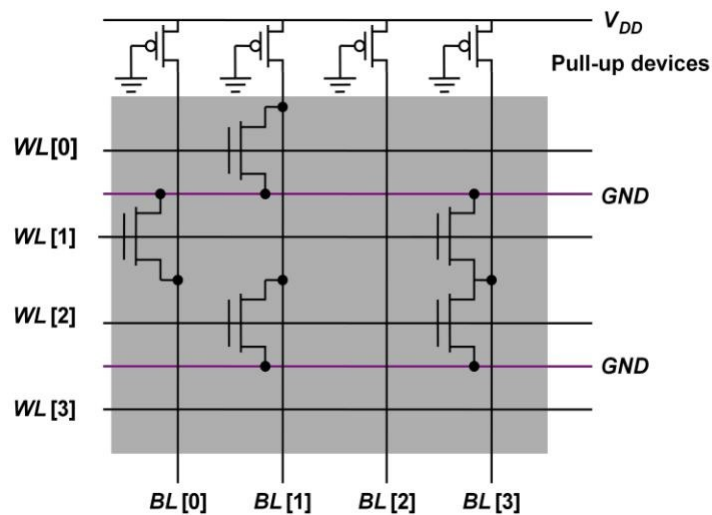 V_DD
Pull-up devices
WL[0]
GND
WL[1]
WL[2]
GND
WL[3]
BL[0] BL[1] BL[2] BL[3]